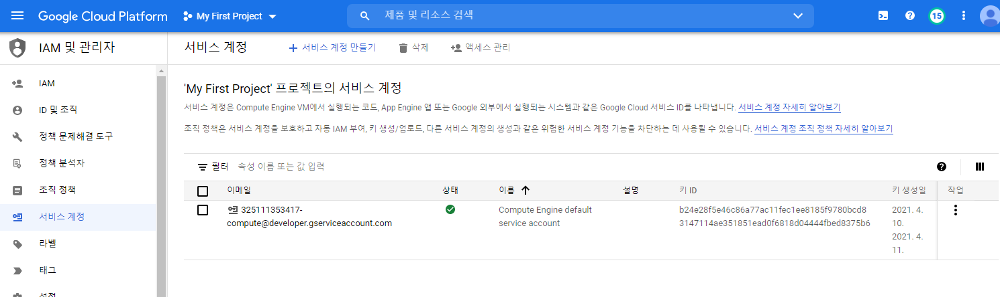 Google Cloud Platform
My First Project
제품 및 리소스 검색
15
IAM 및 관리자
서비스 계정
서비스 계정 만들기
삭제
액세스 관리
IAM
ID 및 조직
정책 문제해결 도구
정책 분석자
조직 정책
서비스 계정
라벨
태그
설정
'My First Project' 프로젝트의 서비스 계정
서비스 계정은 Compute Engine VM에서 실행되는 코드, App Engine 앱 또는 Google 외부에서 실행되는 시스템과 같은 Google Cloud 서비스 ID를 나타냅니다. 서비스 계정 자세히 알아보기
조직 정책은 서비스 계정을 보호하고 자동 IAM 부여, 키 생성/업로드, 다른 서비스 계정의 생성과 같은 위험한 서비스 계정 기능을 차단하는 데 사용될 수 있습니다. 서비스 계정 조직 정책 자세히 알아보기
필터 속성 이름 또는 값 입력
이메일 상태 이름 설명 키 ID 키 생성일 작업
325111353417-
compute@developer.gserviceaccount.com
Compute Engine default
service account
b24e28f5e46c86a77ac11fec1ee8185f9780bcd8
3147114ae351851ead0f6818d04444fbed8375b6
2021. 4.
10.
2021. 4.
11.